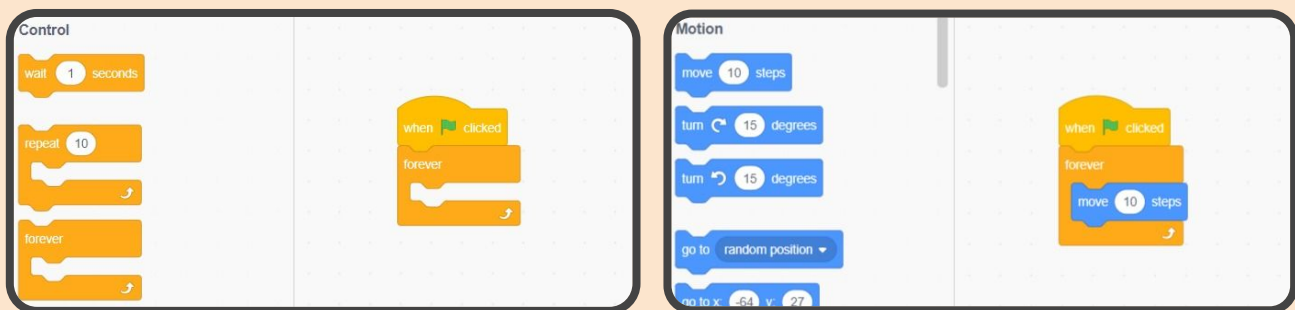 Control
wait 1 seconds
repeat 10
forever
when clicked
forever
Motion
move 10 steps
turn 15 degrees
turn 15 degrees
go to random position
go to x: -64 y: 27
when clicked
forever
move 10 steps